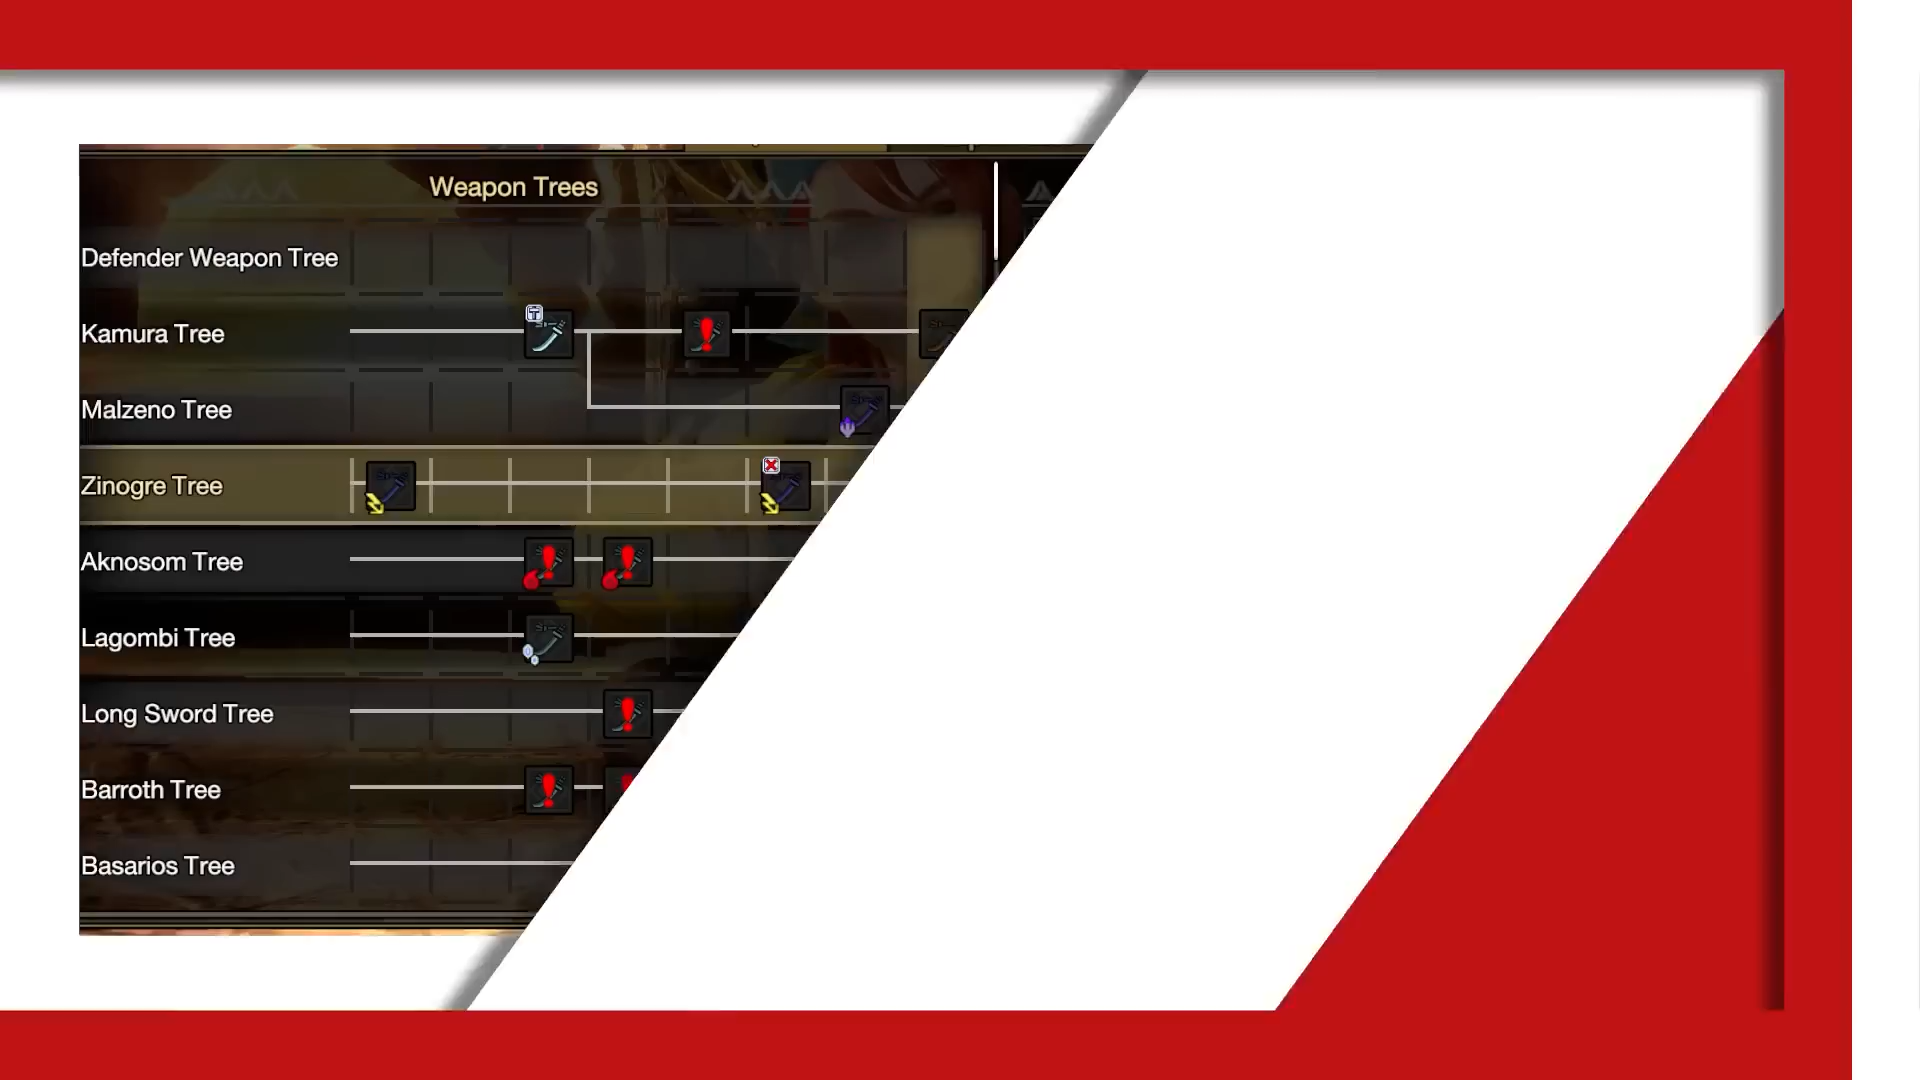 Weapon Trees
Defender Weapon Tree
Kamura Tree
Malzeno Tree
Zinogre Tree
Aknosom Tree
Lagombi Tree
Long Sword Tree
Barroth Tree
Basarios Tree